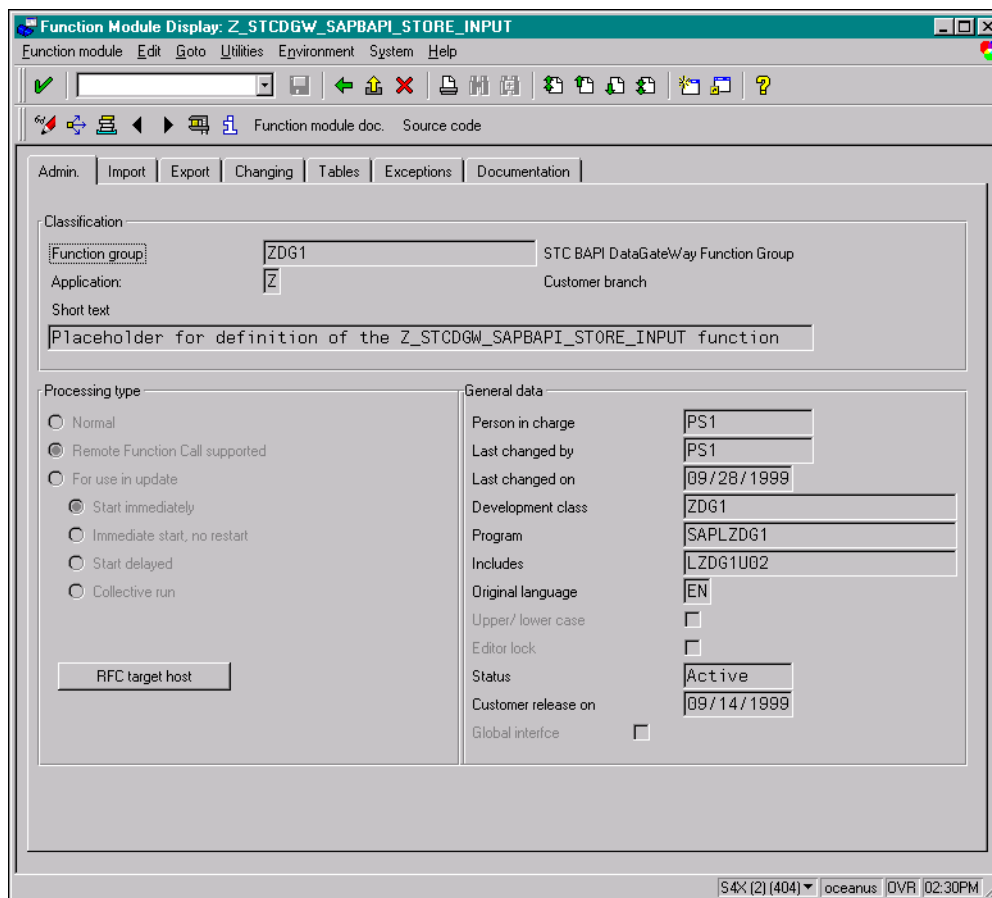 Function Module Display: Z_STCDGW_SAPBAPI_STORE_INPUT
Function module Edit Goto Utilities Environment System Help
Function module doc. Source code
Admin. Import Export Changing Tables Exceptions Documentation
Classification
Function group ZDG1 STC BAPI DataGateWay Function Group
Application: Z Customer branch
Short text
Placeholder for definition of the Z_STCDGW_SAPBAPI_STORE_INPUT function
Processing type
Normal
Remote Function Call supported
For use in update
Start immediately
Immediate start, no restart
Start delayed
Collective run
RFC target host
General data
Person in charge PS1
Last changed by PS1
Last changed on 09/28/1999
Development class ZDG1
Program SAPLZDG1
Includes LZDG1U02
Original language EN
Upper/ lower case
Editor lock
Status Active
Customer release on 09/14/1999
Global interfce
S4X (2) (404) oceanus OVR 02:30PM